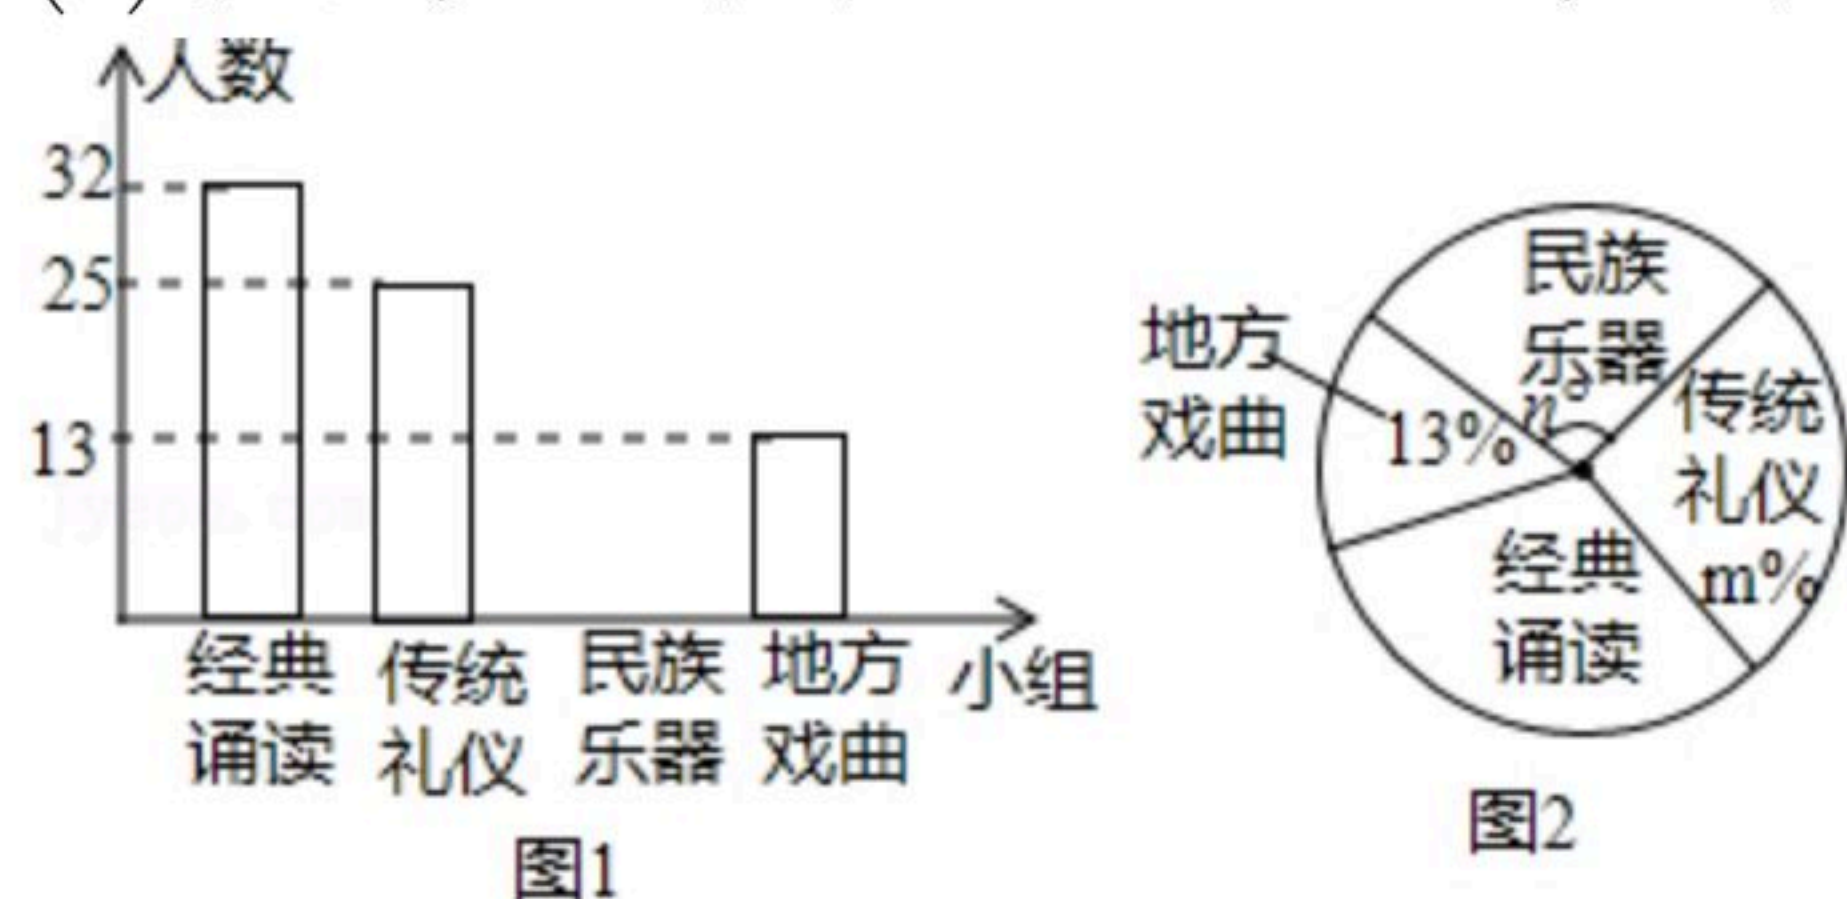 人数
32
25
13
经典
诵读
传统
礼仪
民族
乐器
地方
戏曲
小组
图1
民族
乐器
n°
地方
戏曲
13%
传统
礼仪
m%
经典
诵读
图2